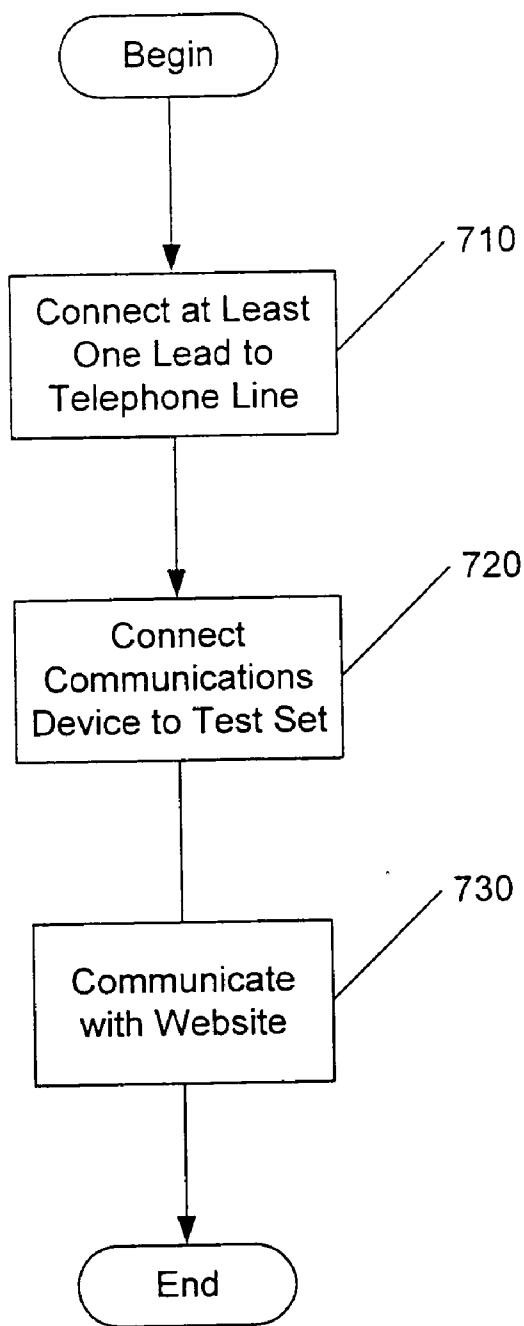 Begin
710
Connect at Least
One Lead to
Telephone Line
720
Connect
Communications
Device to Test Set
730
Communicate
with Website
End